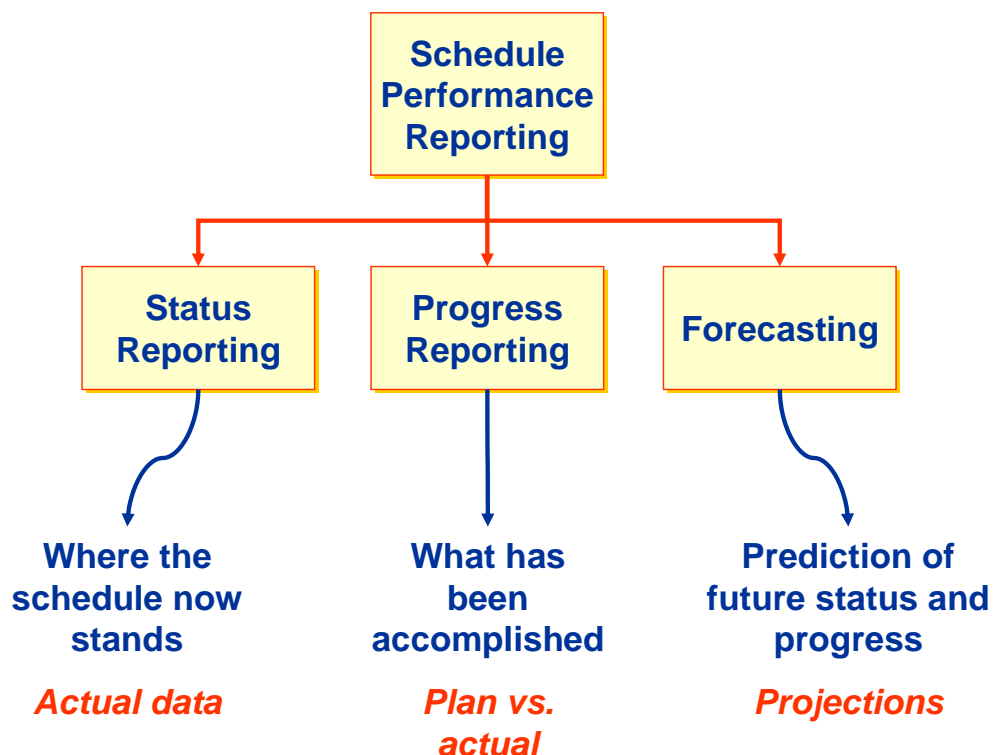 Schedule
Performance
Reporting
Status
Reporting
Progress
Reporting
Forecasting
Where the
schedule now
stands
Actual data
What has
been
accomplished
Plan vs.
actual
Prediction of
future status and
progress
Projections